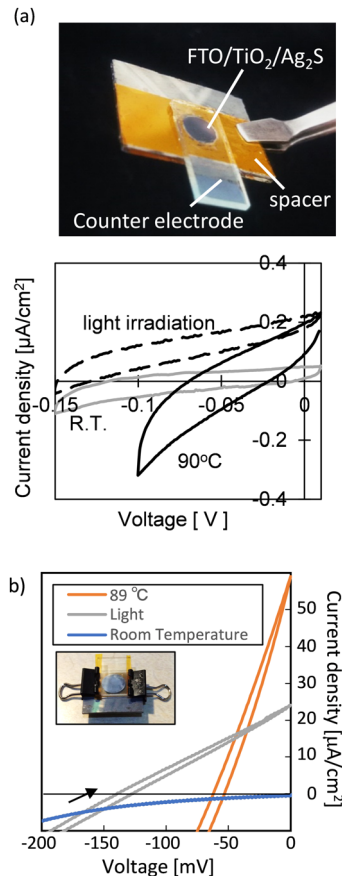 (a)
FTO/TiO₂/Ag₂S
spacer
Counter electrode
0.4
light irradiation
0.2
0
-0.15
-0.1
-0.05
0
R.T.
-0.2
90°C
-0.4
Current density [µA/cm²]
Voltage [ V ]
b)
89 ℃
Light
Room Temperature
50
40
30
20
10
0
-200
-150
-100
-50
0
Current density [µA/cm²]
Voltage [mV]